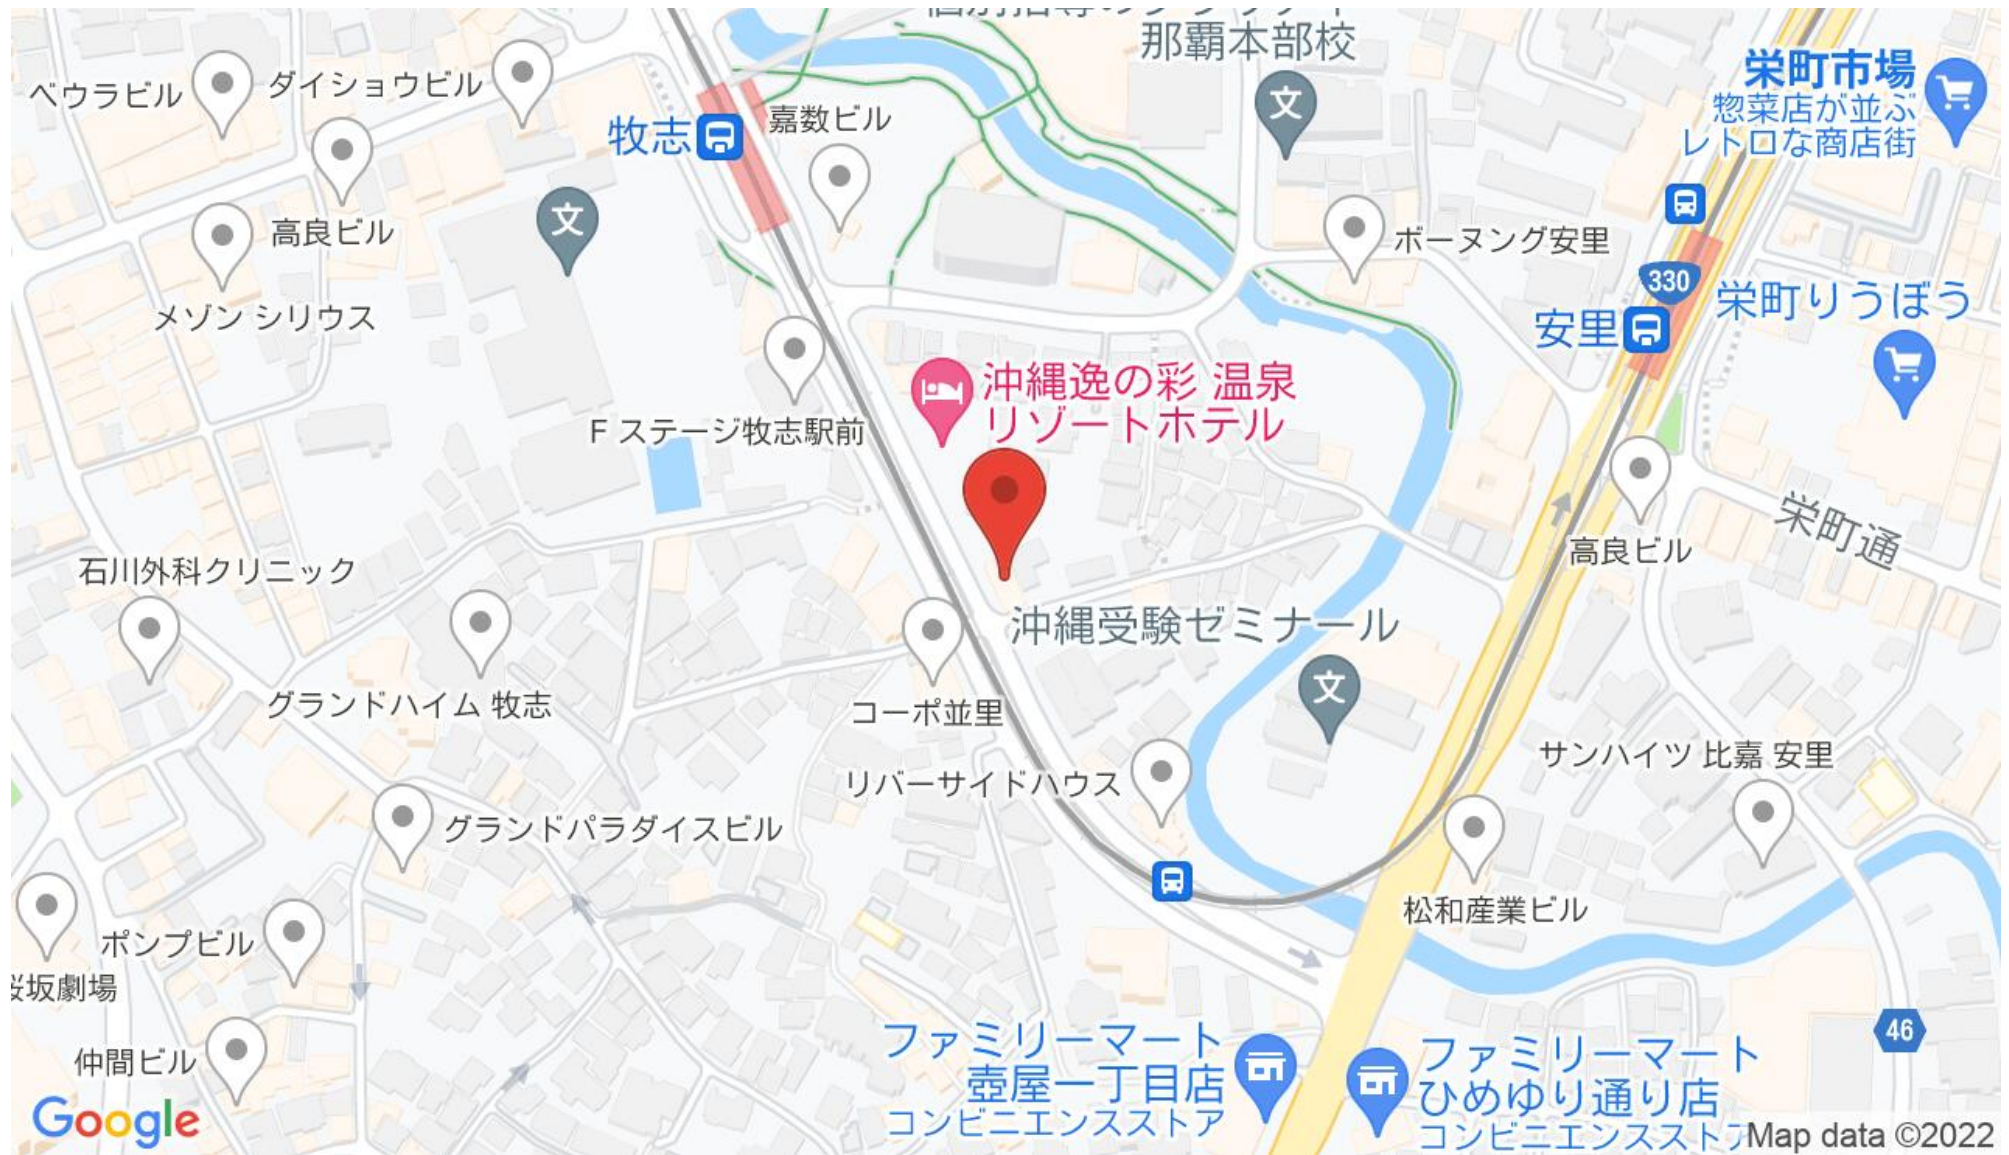 那覇本部校
栄町市場
惣菜店が並ぶ
レトロな商店街
ベウラビル
ダイショウビル
牧志
嘉数ビル
文
文
高良ビル
ボーヌング安里
メゾン シリウス
330
栄町りうぼう
安里
沖縄逸の彩 温泉
リゾートホテル
F ステージ牧志駅前
栄町通
高良ビル
石川外科クリニック
沖縄受験ゼミナール
文
グランドハイム 牧志
コーポ並里
リバーサイドハウス
サンハイツ 比嘉 安里
グランドパラダイスビル
松和産業ビル
ポンプビル
坂劇場
仲間ビル
ファミリーマート
壺屋一丁目店
コンビニエンスストア
ファミリーマート
ひめゆり通り店
コンビニエンスストア
46
Google
Map data ©2022